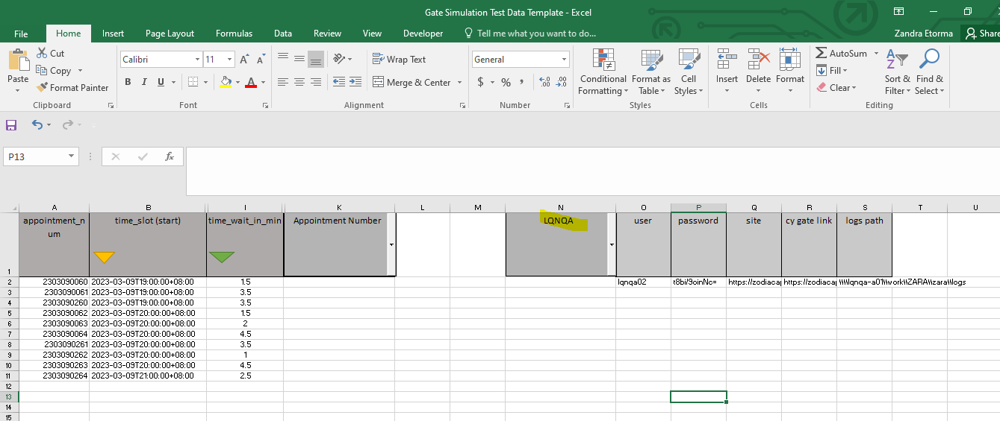 Gate Simulation Test Data Template - Excel
File Home Insert Page Layout Formulas Data Review View Developer Tell me what you want to do... Zandra Etorma Share
Cut
Copy
Format Painter
Paste
Clipboard
Calibri 11 A A
B I U A
Font
Wrap Text
Merge & Center
Alignment
General
$ % , .0 .00
Number
Conditional Formatting
Format as Table
Cell Styles
Styles
Insert Delete Format
Cells
AutoSum
Fill
Clear
Sort & Filter
Find & Select
Editing
P13 fx
A B I K L M N O P Q R S T U
1 appointment_num time_slot (start) time_wait_in_min Appointment Number LQNQA user password site cy gate link logs path
2 2303090060 2023-03-09T19:00:00+08:00 1.5 lqnqa02 t8bi/9oinNc= https://zodiacap https://zodiacap \\\\lqnqa-a01\\work\\ZARA\\zara\\logs
3 2303090061 2023-03-09T19:00:00+08:00 3.5
4 2303090260 2023-03-09T19:00:00+08:00 3.5
5 2303090062 2023-03-09T20:00:00+08:00 1.5
6 2303090063 2023-03-09T20:00:00+08:00 2
7 2303090064 2023-03-09T20:00:00+08:00 4.5
8 2303090261 2023-03-09T20:00:00+08:00 3.5
9 2303090262 2023-03-09T20:00:00+08:00 1
10 2303090263 2023-03-09T20:00:00+08:00 4.5
11 2303090264 2023-03-09T21:00:00+08:00 2.5
12
13
14
15